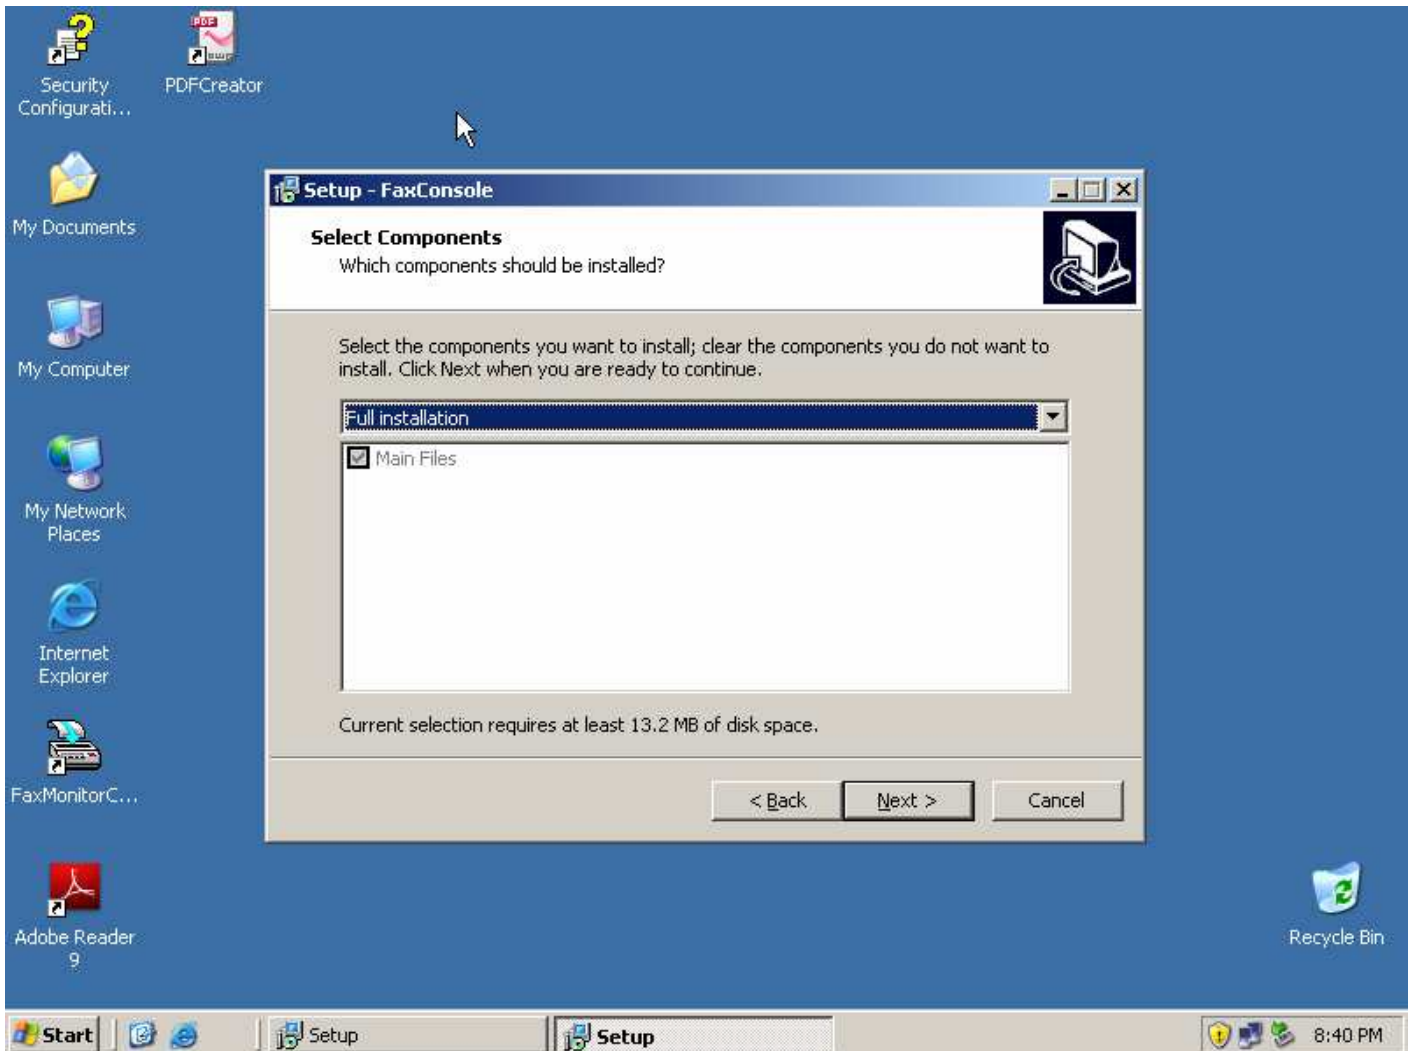 Security
Configurati...
PDFCreator
My Documents
My Computer
My Network
Places
Internet
Explorer
FaxMonitorC...
Adobe Reader
9
Setup - FaxConsole
Select Components
Which components should be installed?
Select the components you want to install; clear the components you do not want to
install. Click Next when you are ready to continue.
Full installation
Main Files
Current selection requires at least 13.2 MB of disk space.
< Back
Next >
Cancel
Recycle Bin
Start
Setup
Setup
8:40 PM